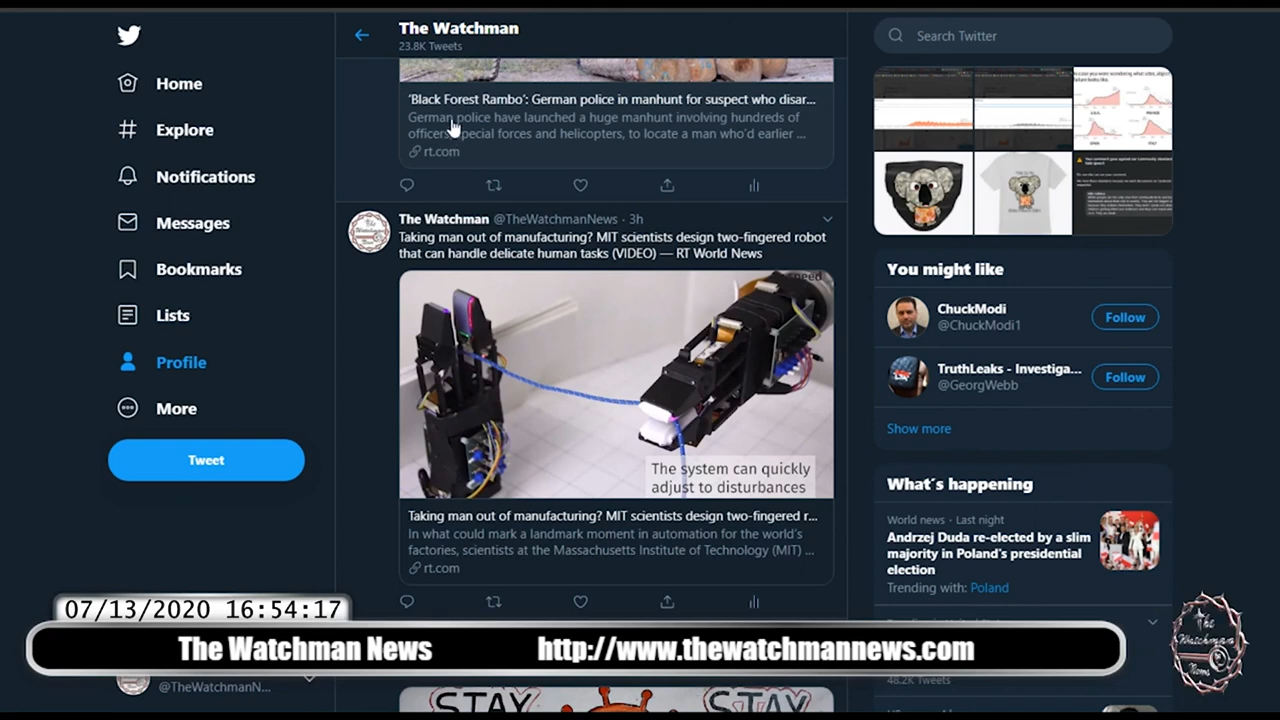 Home
Explore
Notifications
Messages
Bookmarks
Lists
Profile
More
Tweet
@TheWatchmanN...
The Watchman
23.8K Tweets
'Black Forest Rambo': German police in manhunt for suspect who disar...
German police have launched a huge manhunt involving hundreds of
officers, special forces and helicopters, to locate a man who'd earlier ...
rt.com
The Watchman @TheWatchmanNews · 3h
Taking man out of manufacturing? MIT scientists design two-fingered robot
that can handle delicate human tasks (VIDEO) — RT World News
speed
The system can quickly
adjust to disturbances
Taking man out of manufacturing? MIT scientists design two-fingered r...
In what could mark a landmark moment in automation for the world's
factories, scientists at the Massachusetts Institute of Technology (MIT) ...
rt.com
STAY STAY
Search Twitter
You might like
ChuckModi
@ChuckModi1
Follow
TruthLeaks - Investiga...
@GeorgWebb
Follow
Show more
What's happening
World news · Last night
Andrzej Duda re-elected by a slim
majority in Poland's presidential
election
Trending with: Poland
48.2K Tweets
07/13/2020 16:54:17
The Watchman News http://www.thewatchmannews.com
The
Watchman
News